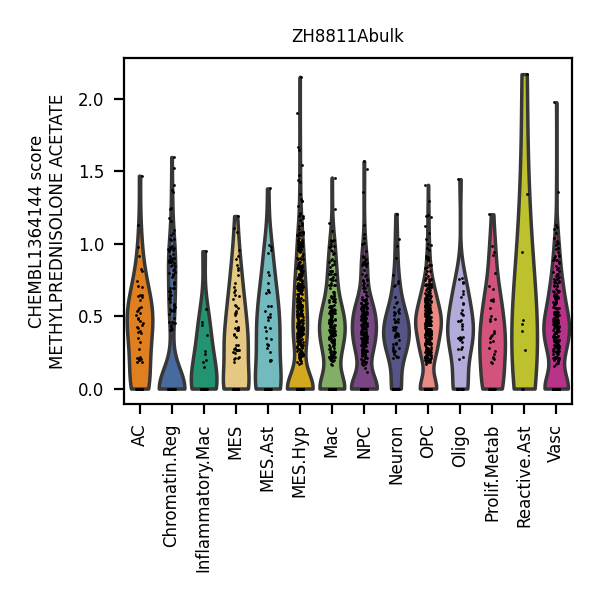 ZH8811Abulk
CHEMBL1364144 score
METHYLPREDNISOLONE ACETATE
2.0
1.5
1.0
0.5
0.0
AC
Chromatin.Reg
Inflammatory.Mac
MES
MES.Ast
MES.Hyp
Mac
NPC
Neuron
OPC
Oligo
Prolif.Metab
Reactive.Ast
Vasc